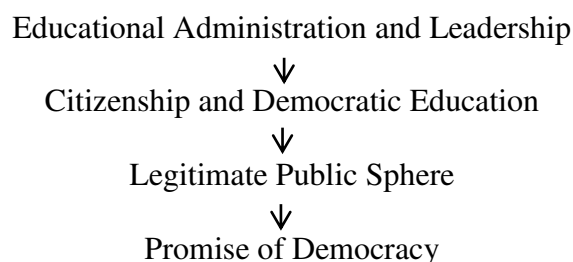 Educational Administration and Leadership
Citizenship and Democratic Education
Legitimate Public Sphere
Promise of Democracy